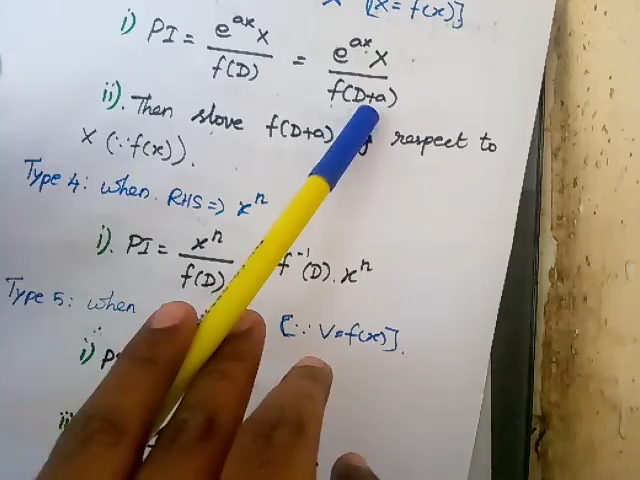 X [X = f(x)]
i) PI = e^{ax} X / f(D) = e^{ax} X / f(D+a)
ii). Then slove f(D+a) respect to
X (∵ f(x)).
Type 4: when RHS => x^n
i). PI = x^n / f(D) f^{-1}(D). x^n
Type 5: when [∵ V = f(x)].
i) P